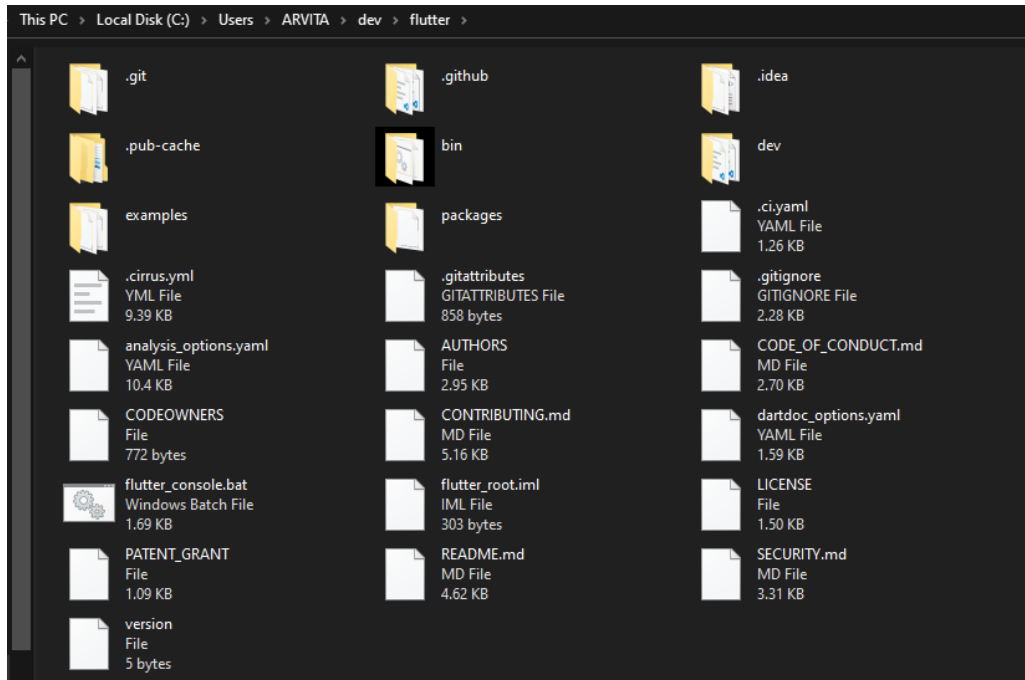 This PC > Local Disk (C:) > Users > ARVITA > dev > flutter >
.git
.github
.idea
.pub-cache
bin
dev
examples
packages
.ci.yaml
YAML File
1.26 KB
.cirrus.yml
YML File
9.39 KB
.gitattributes
GITATTRIBUTES File
858 bytes
.gitignore
GITIGNORE File
2.28 KB
analysis_options.yaml
YAML File
10.4 KB
AUTHORS
File
2.95 KB
CODE_OF_CONDUCT.md
MD File
2.70 KB
CODEOWNERS
File
772 bytes
CONTRIBUTING.md
MD File
5.16 KB
dartdoc_options.yaml
YAML File
1.59 KB
flutter_console.bat
Windows Batch File
1.69 KB
flutter_root.iml
IML File
303 bytes
LICENSE
File
1.50 KB
PATENT_GRANT
File
1.09 KB
README.md
MD File
4.62 KB
SECURITY.md
MD File
3.31 KB
version
File
5 bytes